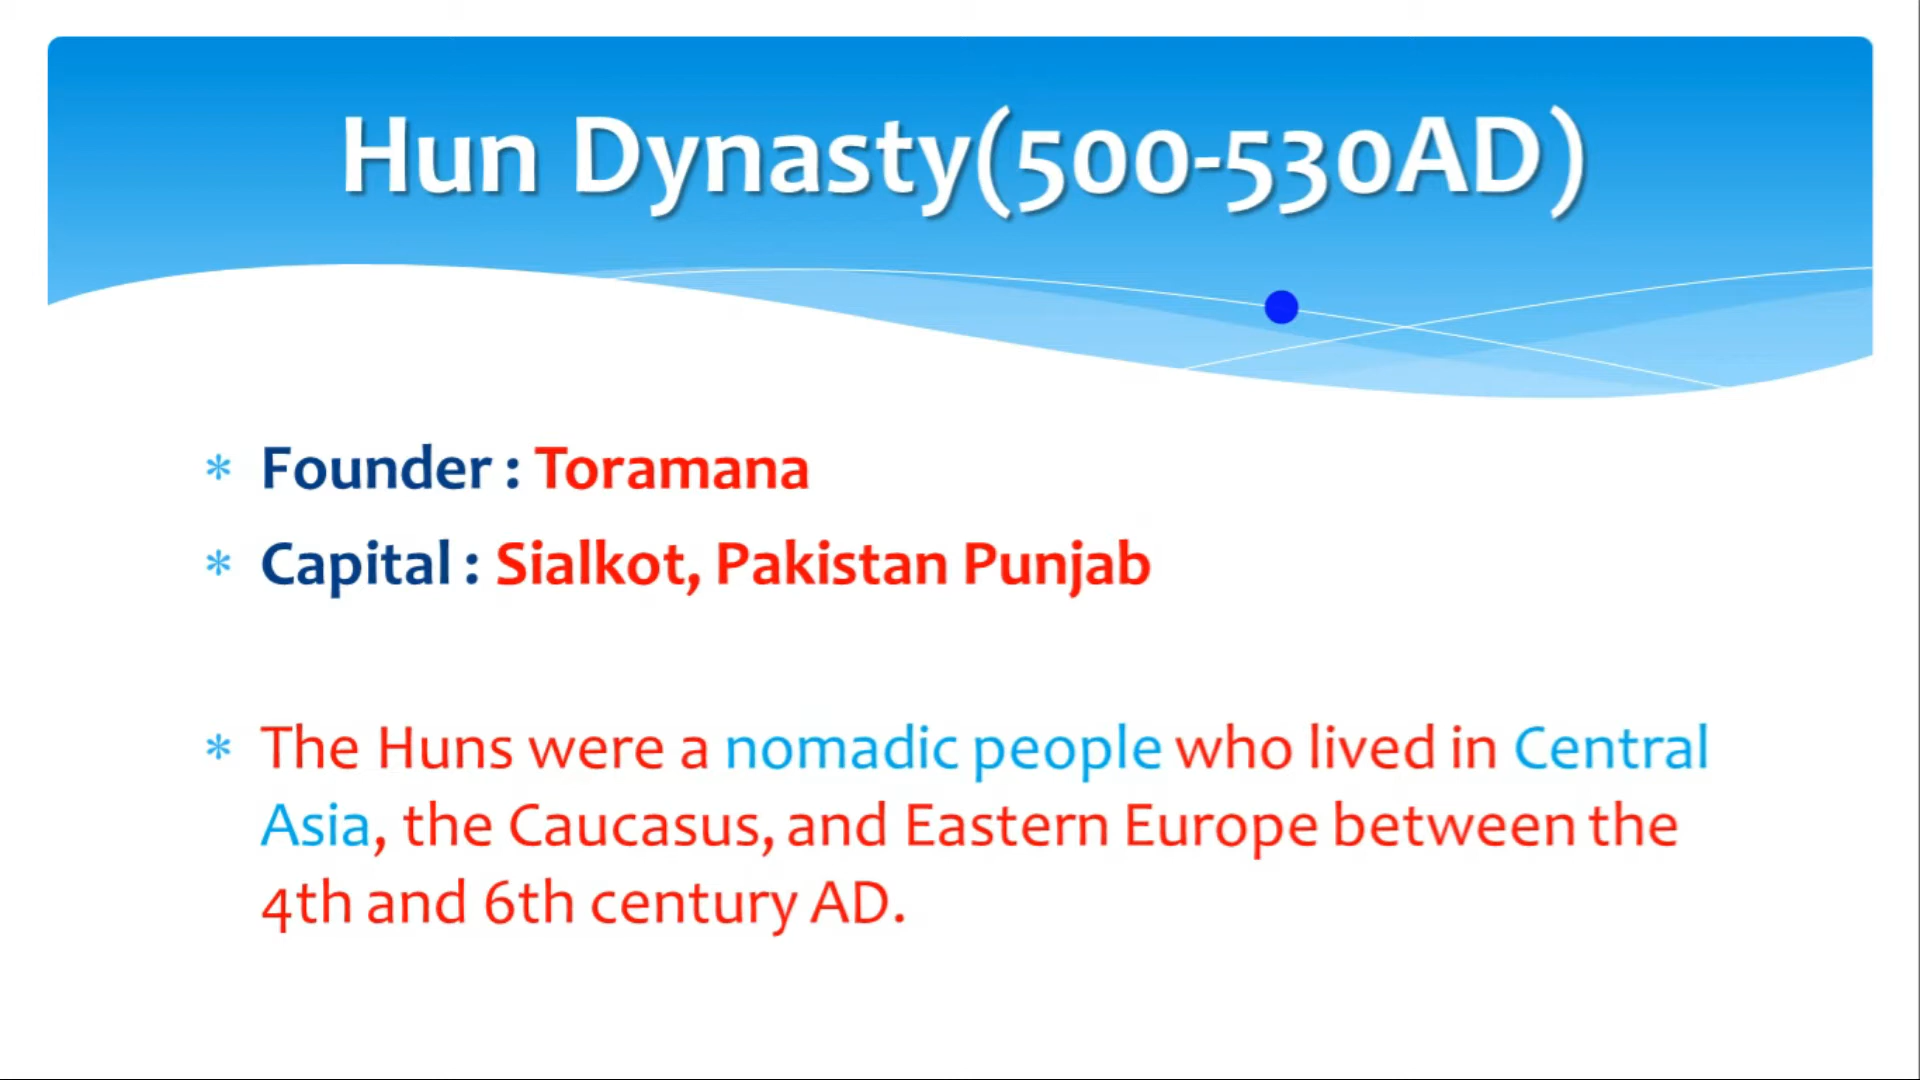 Hun Dynasty(500-530AD)
* Founder : Toramana
* Capital : Sialkot, Pakistan Punjab
* The Huns were a nomadic people who lived in Central
Asia, the Caucasus, and Eastern Europe between the
4th and 6th century AD.